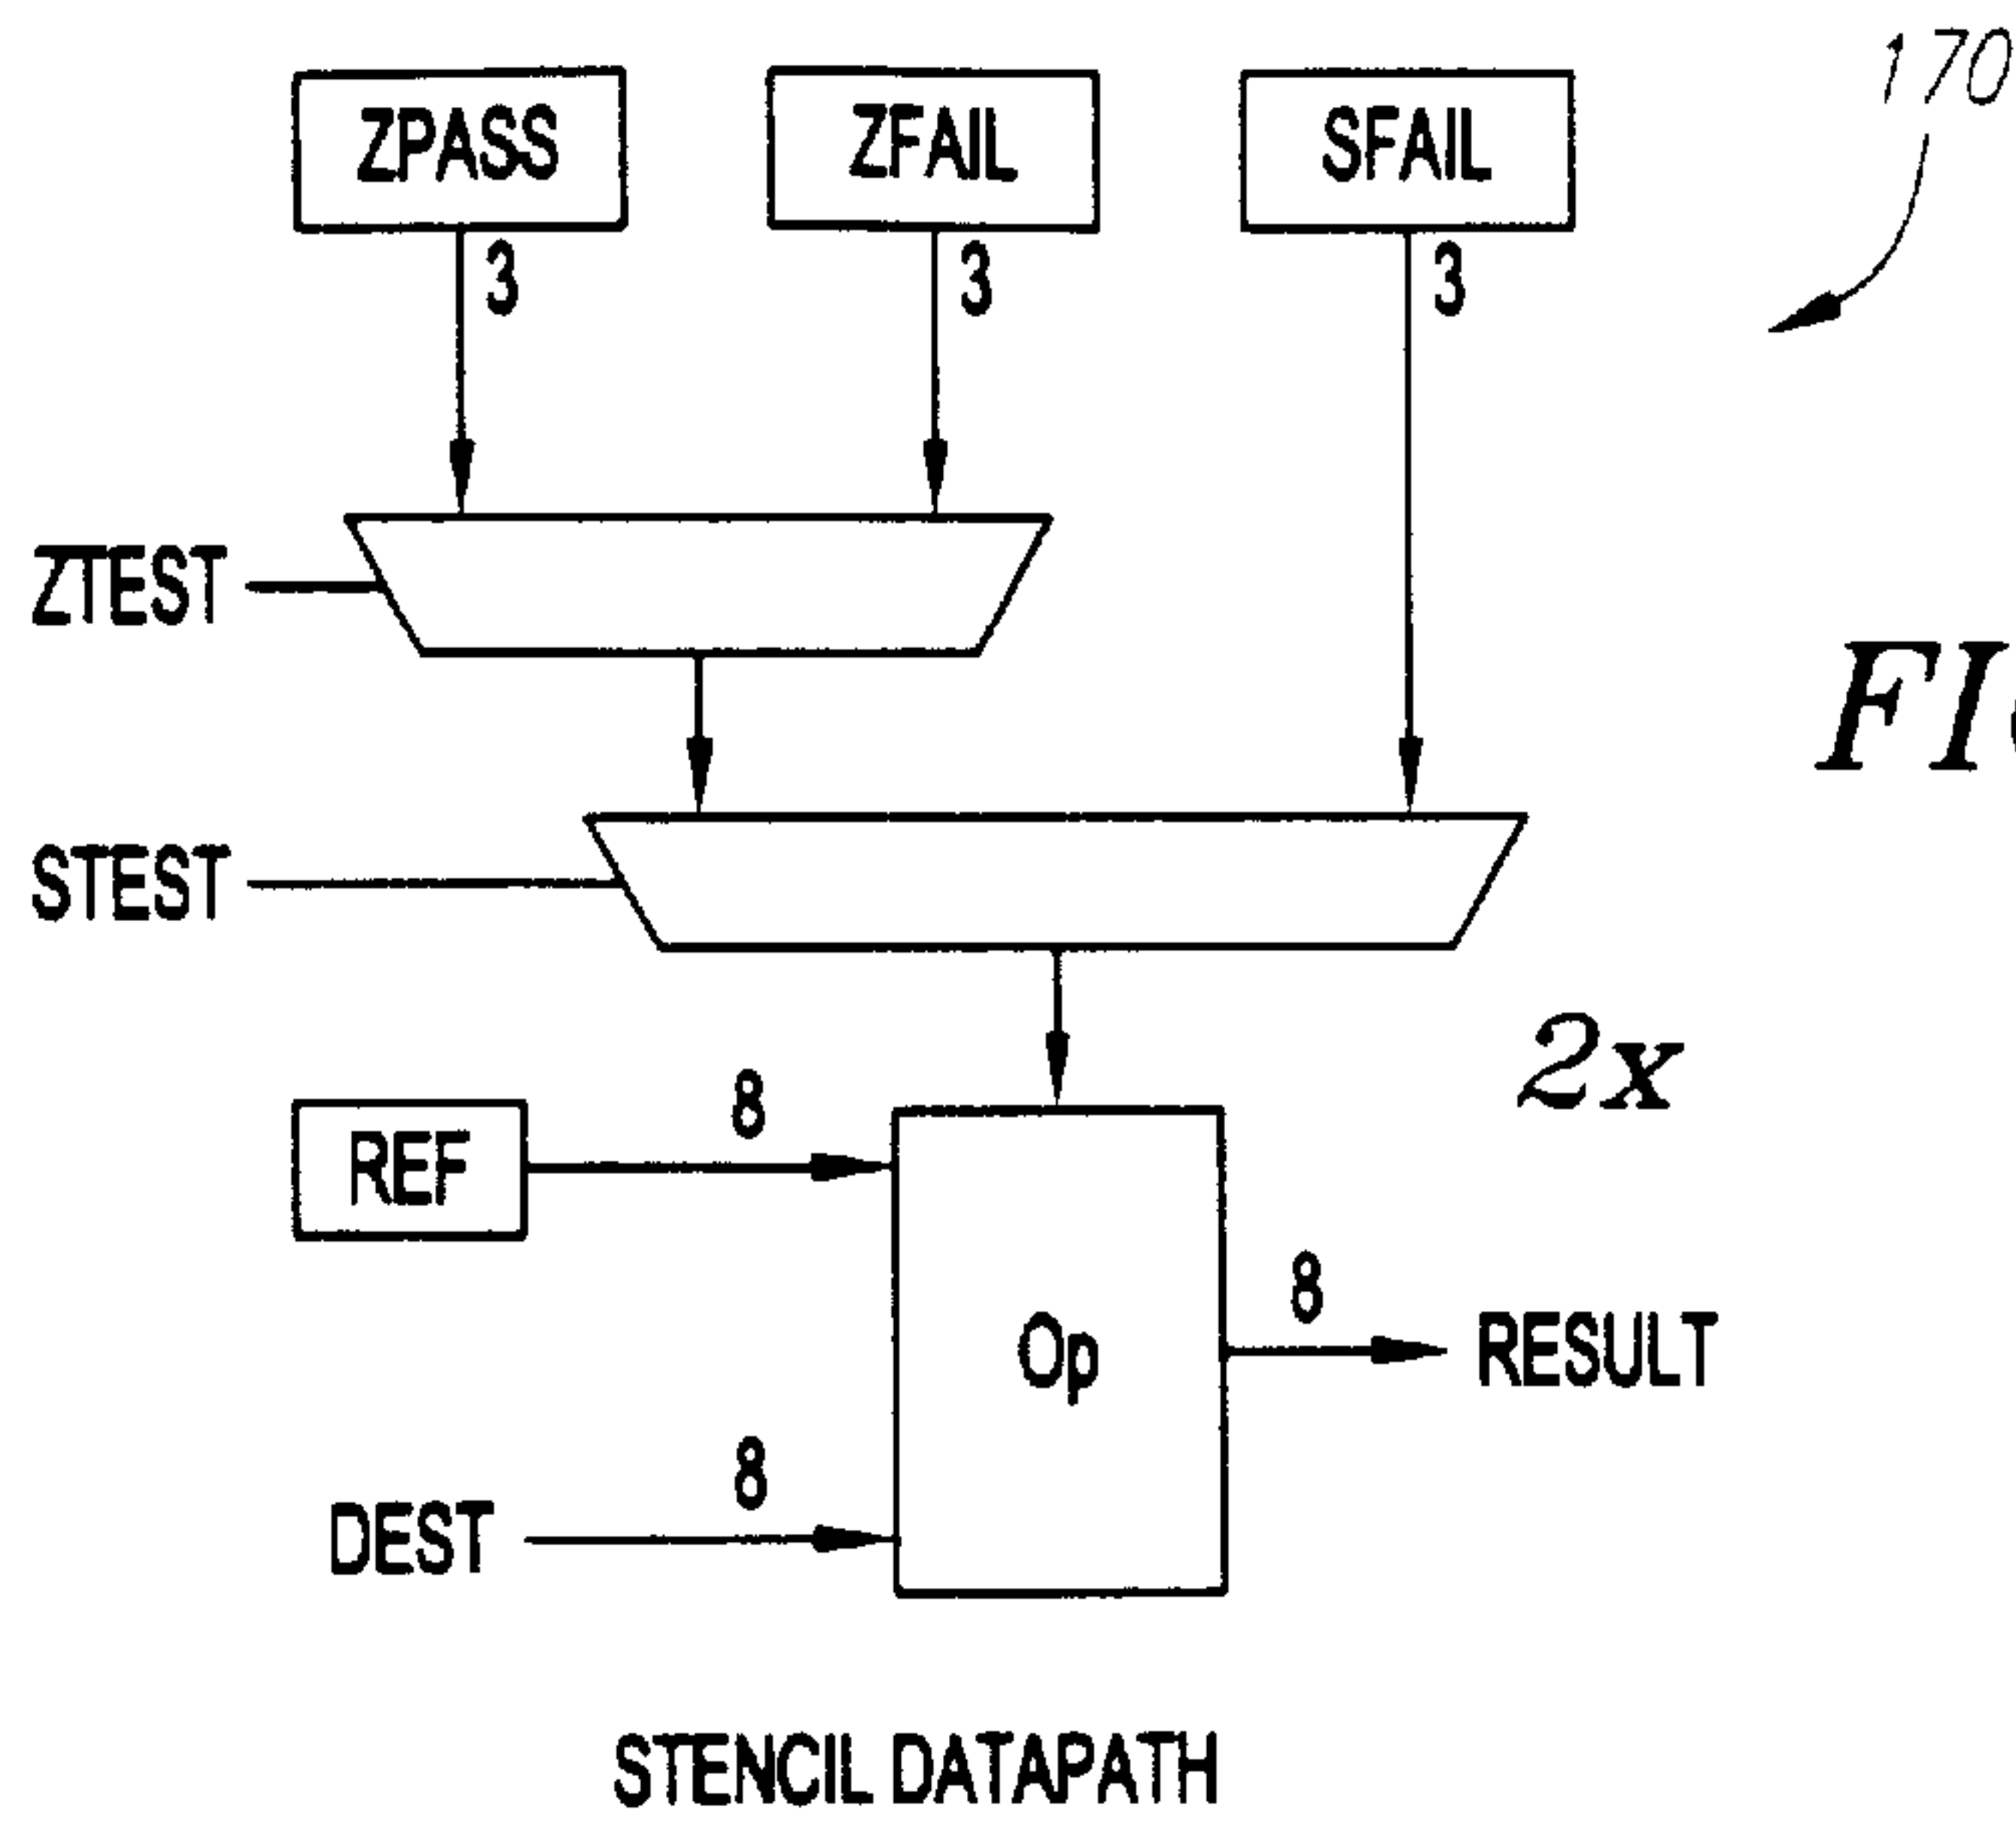 ZPASS
ZFAIL
SFAIL
170
3
3
3
ZTEST
STEST
2x
REF
8
Op
8
RESULT
8
DEST
STENCIL DATAPATH